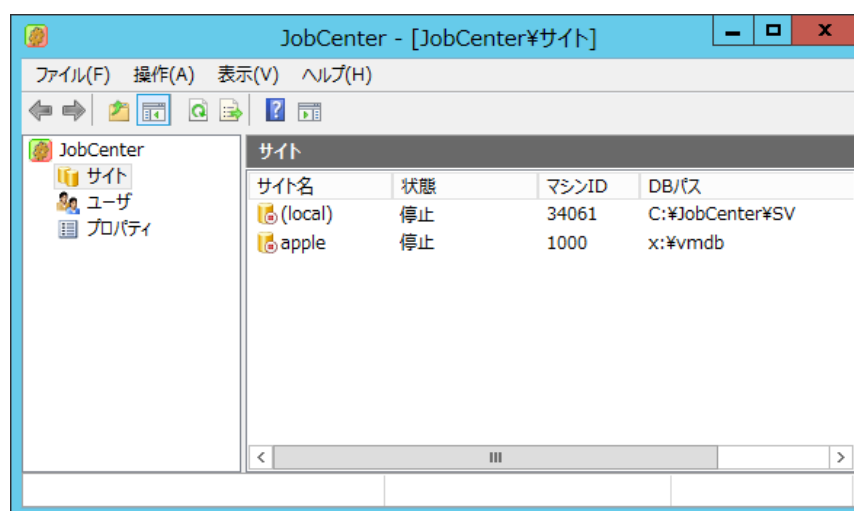 JobCenter - [JobCenter¥サイト]
ファイル(F) 操作(A) 表示(V) ヘルプ(H)
JobCenter
サイト
ユーザ
プロパティ
サイト
サイト名 状態 マシンID DBパス
(local) 停止 34061 C:¥JobCenter¥SV
apple 停止 1000 x:¥vmdb